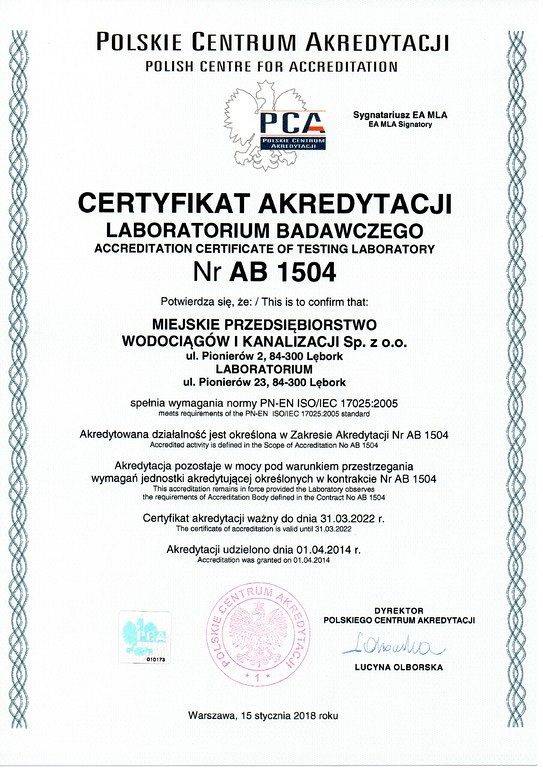 POLSKIE CENTRUM AKREDYTACJI
POLISH CENTRE FOR ACCREDITATION
PCA
POLSKIE CENTRUM
AKREDYTACJI
Sygnatariusz EA MLA
EA MLA Signatory
CERTYFIKAT AKREDYTACJI
LABORATORIUM BADAWCZEGO
ACCREDITATION CERTIFICATE OF TESTING LABORATORY
Nr AB 1504
Potwierdza się, że: / This is to confirm that:
MIEJSKIE PRZEDSIĘBIORSTWO
WODOCIĄGÓW I KANALIZACJI Sp. z o.o.
ul. Pionierów 2, 84-300 Lębork
LABORATORIUM
ul. Pionierów 23, 84-300 Lębork
spełnia wymagania normy PN-EN ISO/IEC 17025:2005
meets requirements of the PN-EN ISO/IEC 17025:2005 standard
Akredytowana działalność jest określona w Zakresie Akredytacji Nr AB 1504
Accredited activity is defined in the Scope of Accreditation No AB 1504
Akredytacja pozostaje w mocy pod warunkiem przestrzegania
wymagań jednostki akredytującej określonych w kontrakcie Nr AB 1504
This accreditation remains in force provided the Laboratory observes
the requirements of Accreditation Body defined in the Contract No AB 1504
Certyfikat akredytacji ważny do dnia 31.03.2022 r.
The certificate of accreditation is valid until 31.03.2022
Akredytacji udzielono dnia 01.04.2014 r.
Accreditation was granted on 01.04.2014
PCA
010173
POLSKIE CENTRUM AKREDYTACJI
* 1 *
DYREKTOR
POLSKIEGO CENTRUM AKREDYTACJI
L Olborska
LUCYNA OLBORSKA
Warszawa, 15 stycznia 2018 roku